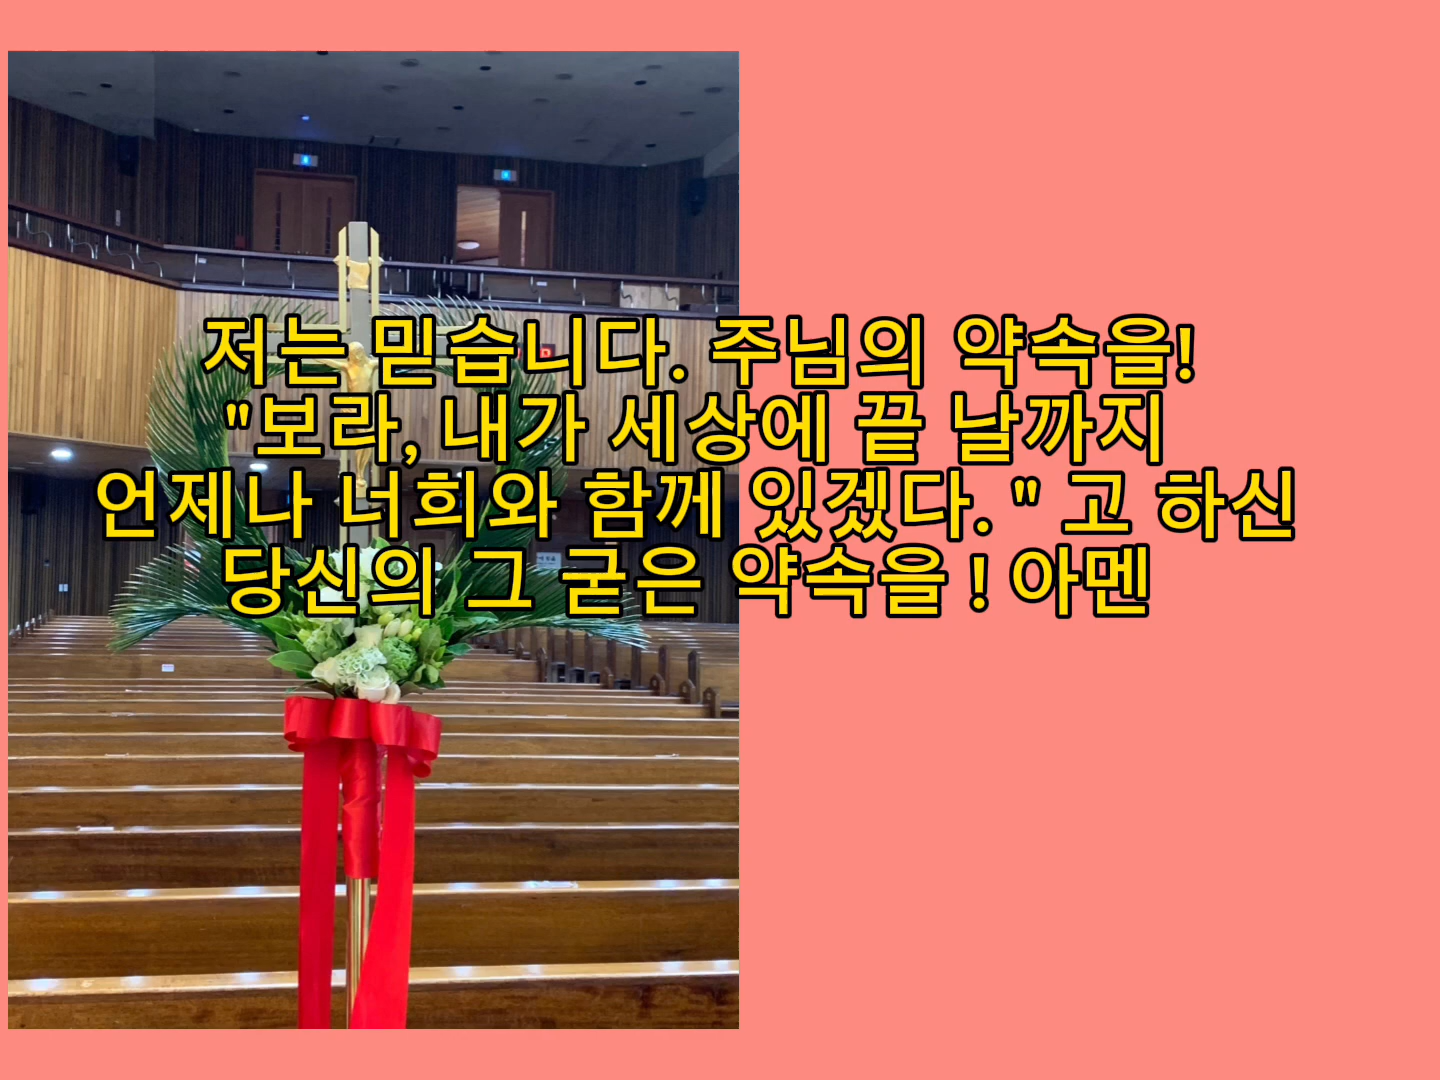 저는 믿습니다. 주님의 약속을!
"보라, 내가 세상에 끝 날까지
언제나 너희와 함께 있겠다. " 고 하신
당신의 그 굳은 약속을 ! 아멘